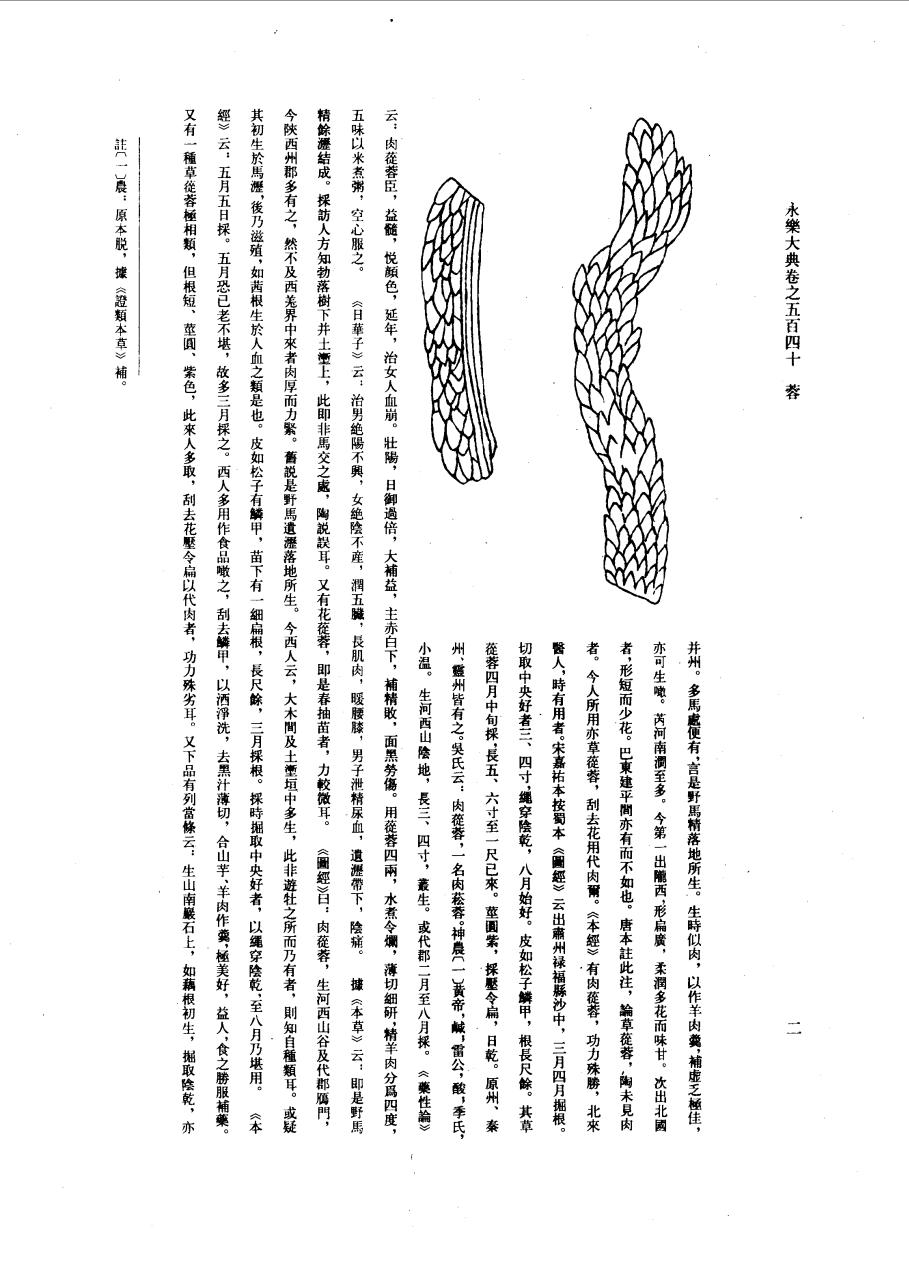 永樂大典卷之五百四十　蓉
二
并州。多馬處便有，言是野馬精落地所生。生時似肉，以作羊肉羹，補虛乏極佳，
亦可生噉。芮河南澗至多。今第一出隴西，形扁廣，柔潤多花而味甘。次出北國
者，形短而少花。巴東建平間亦有而不如也。唐本註此注，論草蓯蓉，陶未見肉
者。今人所用亦草蓯蓉，刮去花用代肉爾。《本經》有肉蓯蓉，功力殊勝，北來
醫人，時有用者。宋嘉祐本按蜀本《圖經》云出肅州禄福縣沙中，三月四月掘根。
切取中央好者三、四寸，繩穿陰乾，八月始好。皮如松子鱗甲，根長尺餘。其草
蓯蓉四月中旬採，長五、六寸至一尺已來。莖圓紫，採壓令扁，日乾。原州、秦
州、靈州皆有之。吳氏云：肉蓯蓉，一名肉松蓉。神農〔一〕黄帝，鹹，雷公，酸，季氏，
小温。生河西山陰地，長三、四寸，叢生。或代郡二月至八月採。《藥性論》
云：肉蓯蓉臣，益髓，悦顔色，延年，治女人血崩。壯陽，日御過倍，大補益，主赤白下，補精敗，面黑勞傷。用蓯蓉四兩，水煮令爛，薄切細研，精羊肉分爲四度，
五味以米煮粥，空心服之。　《日華子》云：治男絶陽不興，女絶陰不産，潤五臟，長肌肉，暖腰膝，男子泄精尿血，遺瀝帶下，陰痛。　據《本草》云：即是野馬
精餘瀝結成。採訪人方知勃落樹下并土塹上，此即非馬交之處，陶説誤耳。又有花蓯蓉，即是春抽苗者，力較微耳。　《圖經》曰：肉蓯蓉，生河西山谷及代郡鴈門，
今陜西州郡多有之，然不及西羌界中來者肉厚而力緊。舊説是野馬遺瀝落地所生。今西人云，大木間及土塹垣中多生，此非遊牡之所而乃有者，則知自種類耳。或疑
其初生於馬瀝，後乃滋殖，如茜根生於人血之類是也。皮如松子有鱗甲，苗下有一細扁根，長尺餘，三月採根。採時掘取中央好者，以繩穿陰乾，至八月乃堪用。　《本
經》云：五月五日採。五月恐已老不堪，故多三月採之。西人多用作食品噉之，刮去鱗甲，以酒淨洗，去黑汁薄切，合山芋、羊肉作羹，極美好，益人，食之勝服補藥。
又有一種草蓯蓉極相類，但根短、莖圓、紫色，此來人多取，刮去花壓令扁以代肉者，功力殊劣耳。又下品有列當條云：生山南巖石上，如藕根初生，掘取陰乾，亦
註〔一〕農：原本脱，據《證類本草》補。